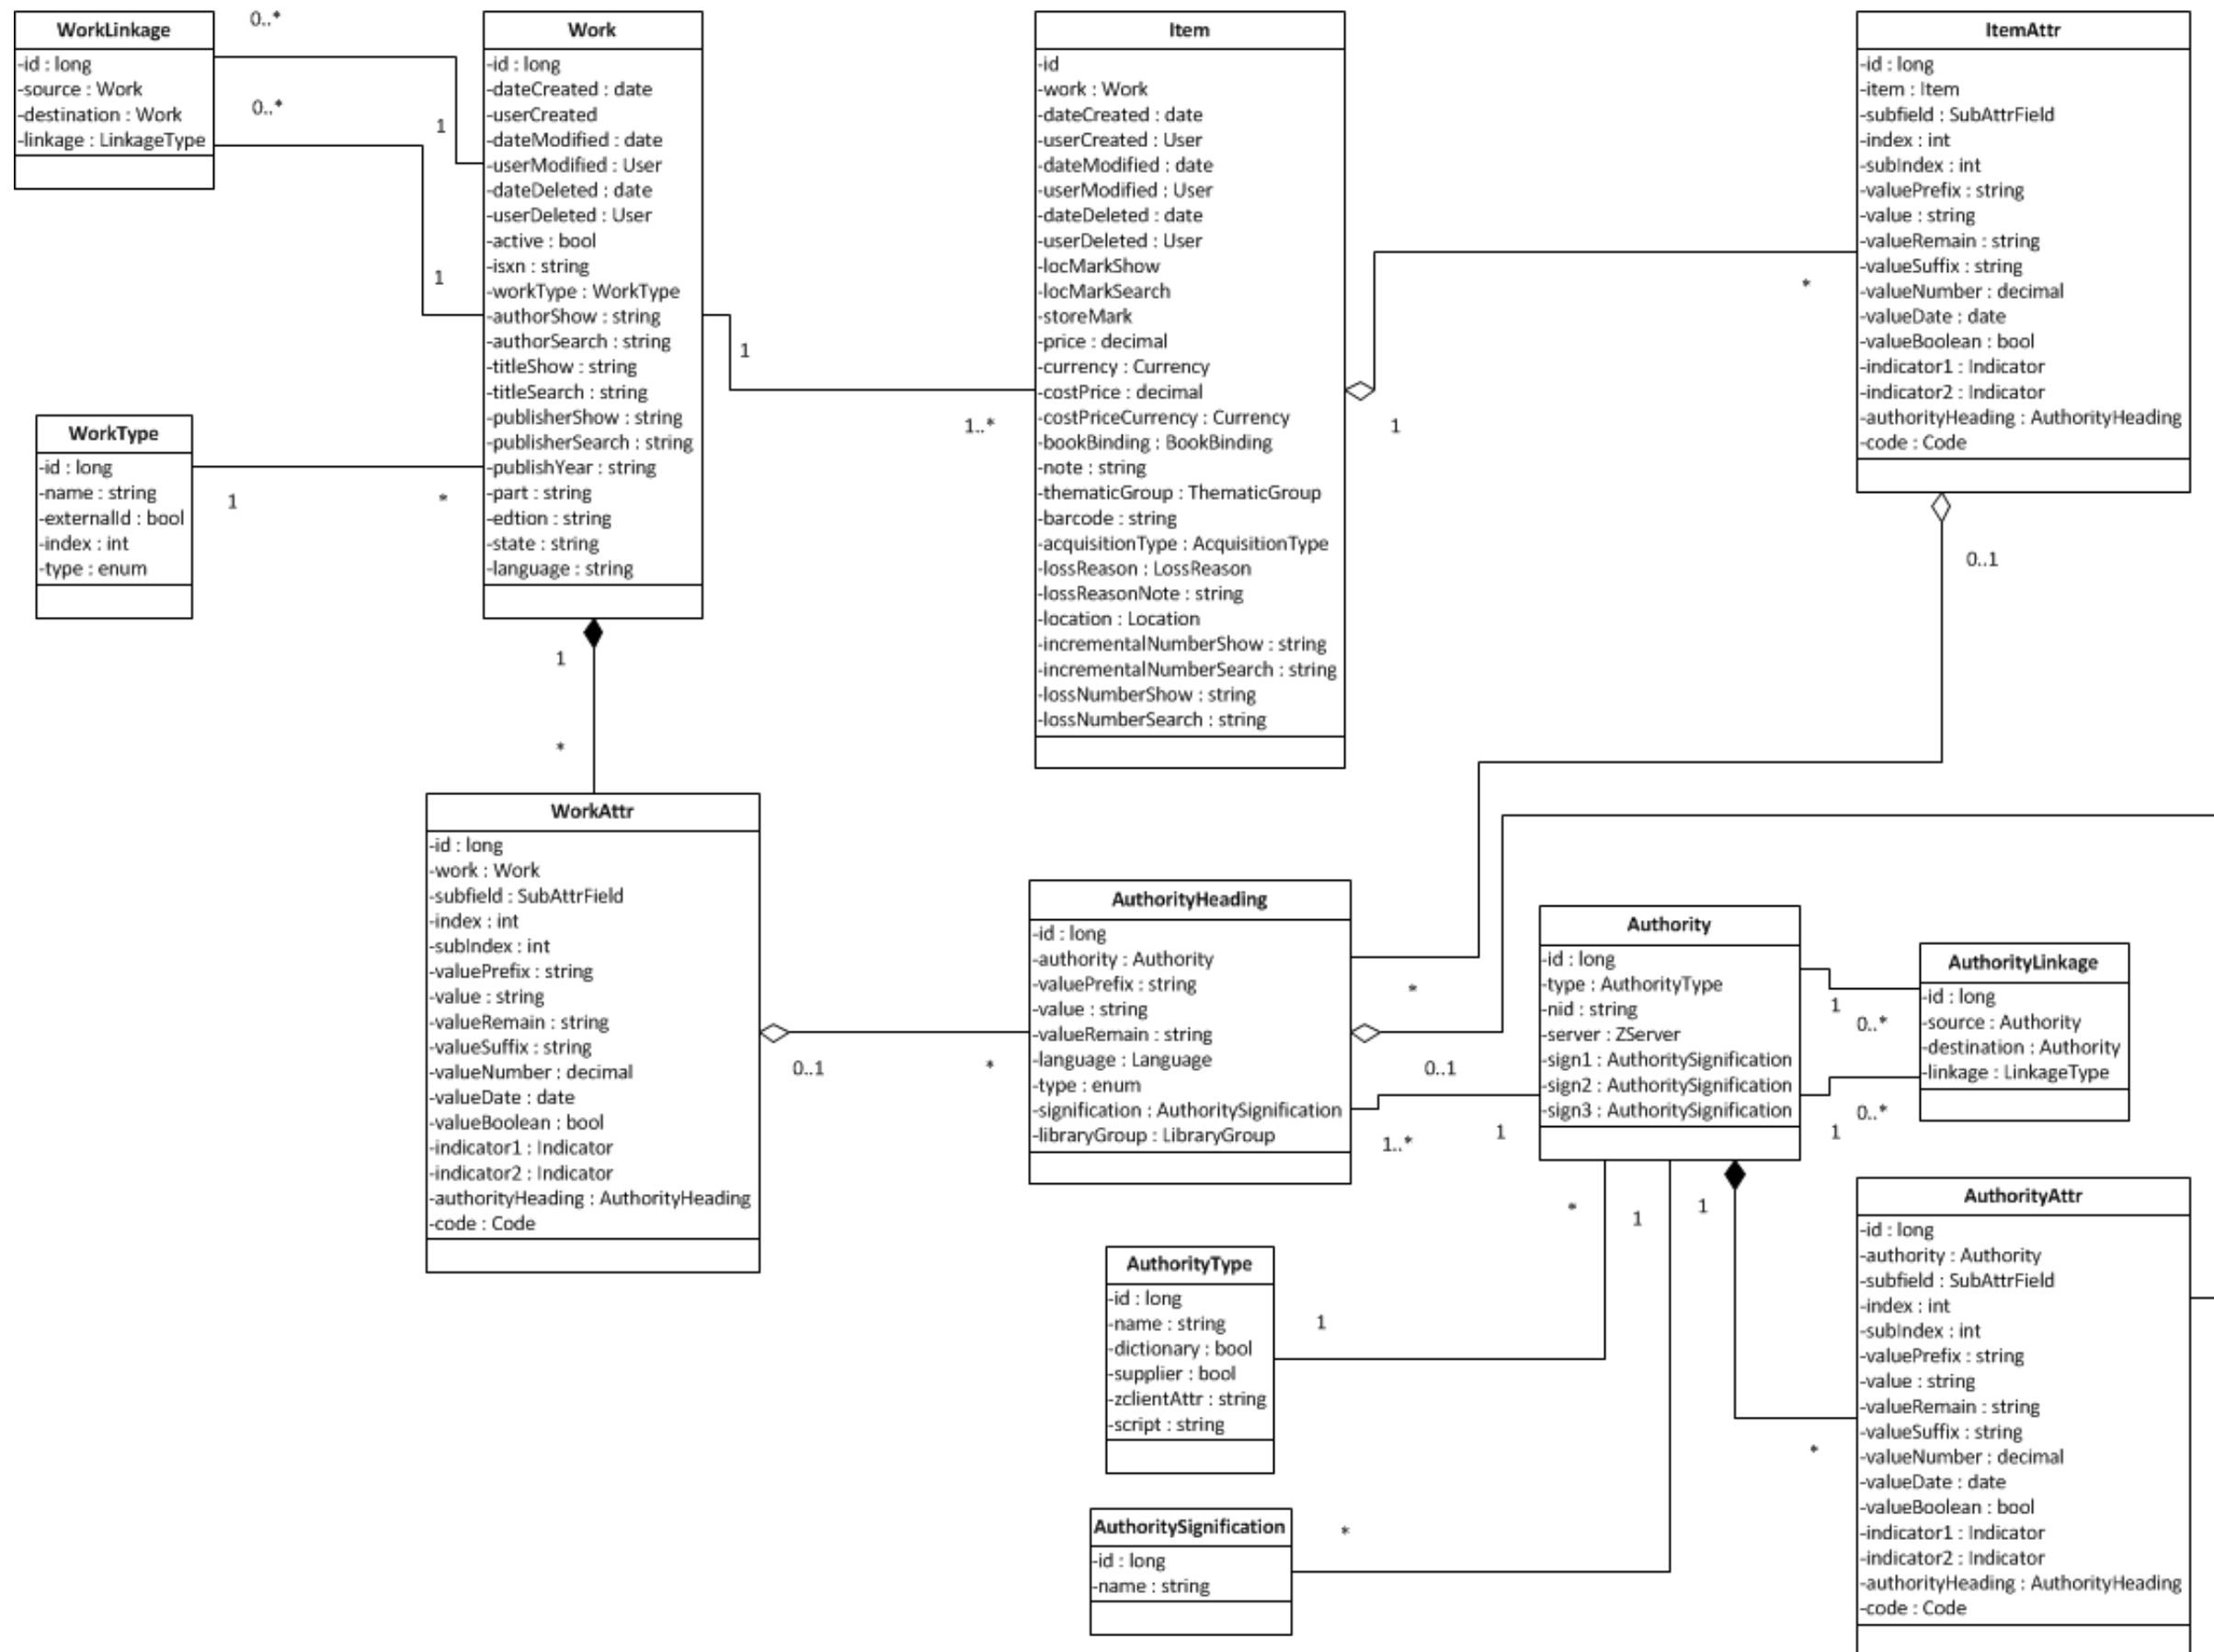 WorkLinkage
-id : long
-source : Work
-destination : Work
-linkage : LinkageType
0..*
0..*
1
1
Work
-id : long
-dateCreated : date
-userCreated
-dateModified : date
-userModified : User
-dateDeleted : date
-userDeleted : User
-active : bool
-isxn : string
-workType : WorkType
-authorShow : string
-authorSearch : string
-titleShow : string
-titleSearch : string
-publisherShow : string
-publisherSearch : string
-publishYear : string
-part : string
-edtion : string
-state : string
-language : string
1
1..*
Item
-id
-work : Work
-dateCreated : date
-userCreated : User
-dateModified : date
-userModified : User
-dateDeleted : date
-userDeleted : User
-locMarkShow
-locMarkSearch
-storeMark
-price : decimal
-currency : Currency
-costPrice : decimal
-costPriceCurrency : Currency
-bookBinding : BookBinding
-note : string
-thematicGroup : ThematicGroup
-barcode : string
-acquisitionType : AcquisitionType
-lossReason : LossReason
-lossReasonNote : string
-location : Location
-incrementalNumberShow : string
-incrementalNumberSearch : string
-lossNumberShow : string
-lossNumberSearch : string
*
1
ItemAttr
-id : long
-item : Item
-subfield : SubAttrField
-index : int
-subIndex : int
-valuePrefix : string
-value : string
-valueRemain : string
-valueSuffix : string
-valueNumber : decimal
-valueDate : date
-valueBoolean : bool
-indicator1 : Indicator
-indicator2 : Indicator
-authorityHeading : AuthorityHeading
-code : Code
0..1
WorkType
-id : long
-name : string
-externalId : bool
-index : int
-type : enum
1
*
1
*
WorkAttr
-id : long
-work : Work
-subfield : SubAttrField
-index : int
-subIndex : int
-valuePrefix : string
-value : string
-valueRemain : string
-valueSuffix : string
-valueNumber : decimal
-valueDate : date
-valueBoolean : bool
-indicator1 : Indicator
-indicator2 : Indicator
-authorityHeading : AuthorityHeading
-code : Code
0..1
*
AuthorityHeading
-id : long
-authority : Authority
-valuePrefix : string
-value : string
-valueRemain : string
-language : Language
-type : enum
-signification : AuthoritySignification
-libraryGroup : LibraryGroup
*
0..1
1..*
1
Authority
-id : long
-type : AuthorityType
-nid : string
-server : ZServer
-sign1 : AuthoritySignification
-sign2 : AuthoritySignification
-sign3 : AuthoritySignification
1
0..*
0..*
1
AuthorityLinkage
-id : long
-source : Authority
-destination : Authority
-linkage : LinkageType
*
1
1
AuthorityType
-id : long
-name : string
-dictionary : bool
-supplier : bool
-zclientAttr : string
-script : string
1
AuthoritySignification
-id : long
-name : string
*
*
AuthorityAttr
-id : long
-authority : Authority
-subfield : SubAttrField
-index : int
-subIndex : int
-valuePrefix : string
-value : string
-valueRemain : string
-valueSuffix : string
-valueNumber : decimal
-valueDate : date
-valueBoolean : bool
-indicator1 : Indicator
-indicator2 : Indicator
-authorityHeading : AuthorityHeading
-code : Code